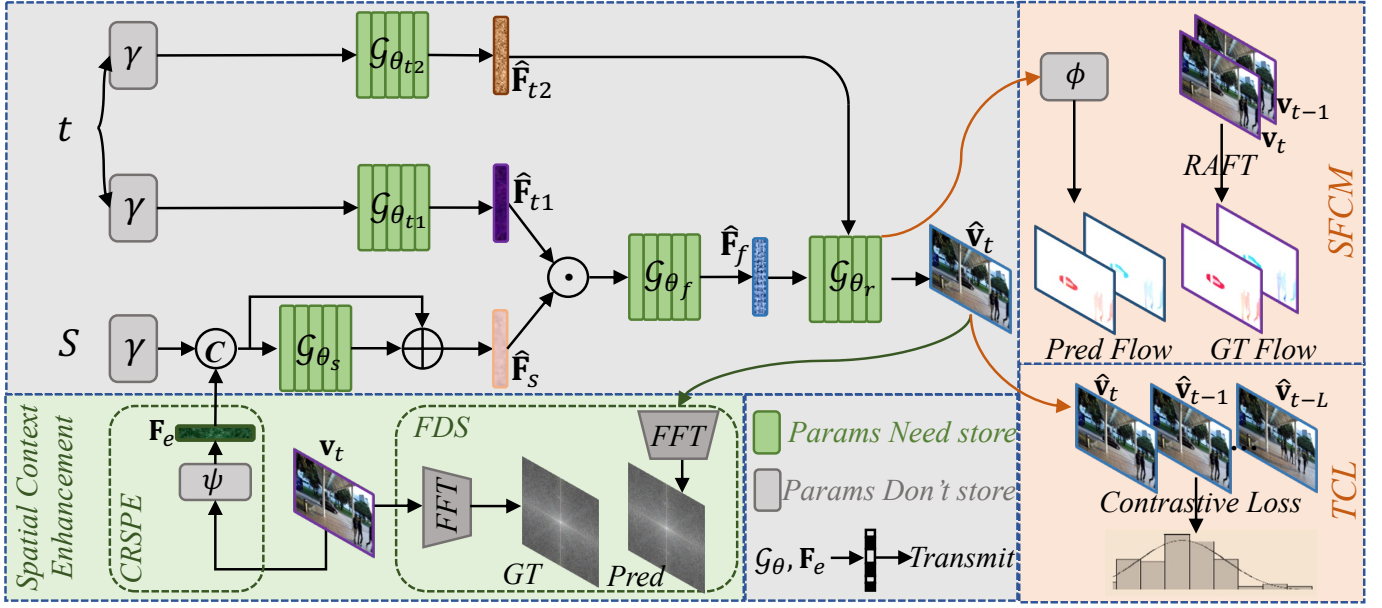 t
S
γ
γ
γ
𝒢θt2
𝒢θt1
𝒢θs
𝒢θf
𝒢θr
F̂t2
F̂t1
F̂s
F̂f
v̂t
C
ϕ
vt−1
vt
RAFT
Pred Flow
GT Flow
SFCM
Spatial Context
Enhancement
CRSPE
Fe
ψ
vt
FDS
FFT
FFT
GT
Pred
Params Need store
Params Don't store
𝒢θ, Fe
Transmit
v̂t
v̂t−1
v̂t−L
...
Contrastive Loss
TCL